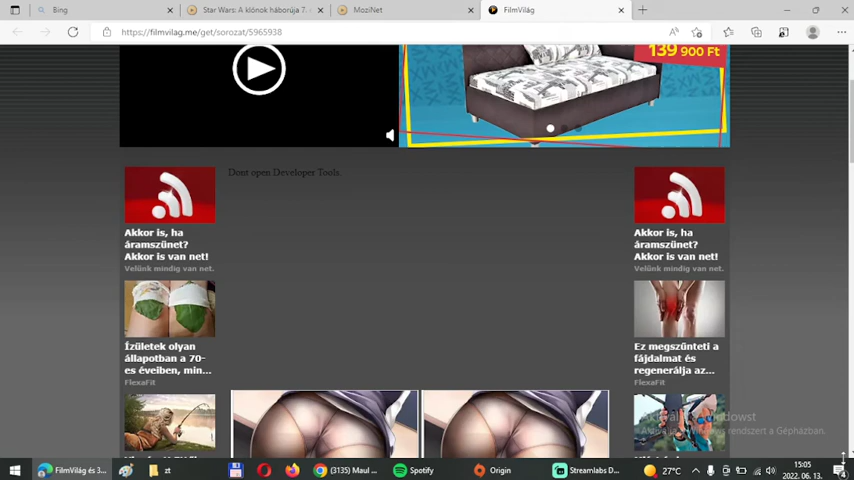 Bing
Star Wars: A klónok háborúja 7. é
MoziNet
FilmVilág
https://filmvilag.me/get/sorozat/5965938
139 900 Ft
Dont open Developer Tools.
Akkor is, ha
áramszünet?
Akkor is van net!
Velünk mindig van net.
Akkor is, ha
áramszünet?
Akkor is van net!
Velünk mindig van net.
Ízületek olyan
állapotban a 70-
es éveiben, min...
FlexaFit
Ez megszűnteti a
fájdalmat és
regenerálja az...
FlexaFit
FilmVilág és 3...
zt
(3135) Maul ...
Spotify
Origin
Streamlabs D...
27°C
15:05
2022. 06. 13.
4